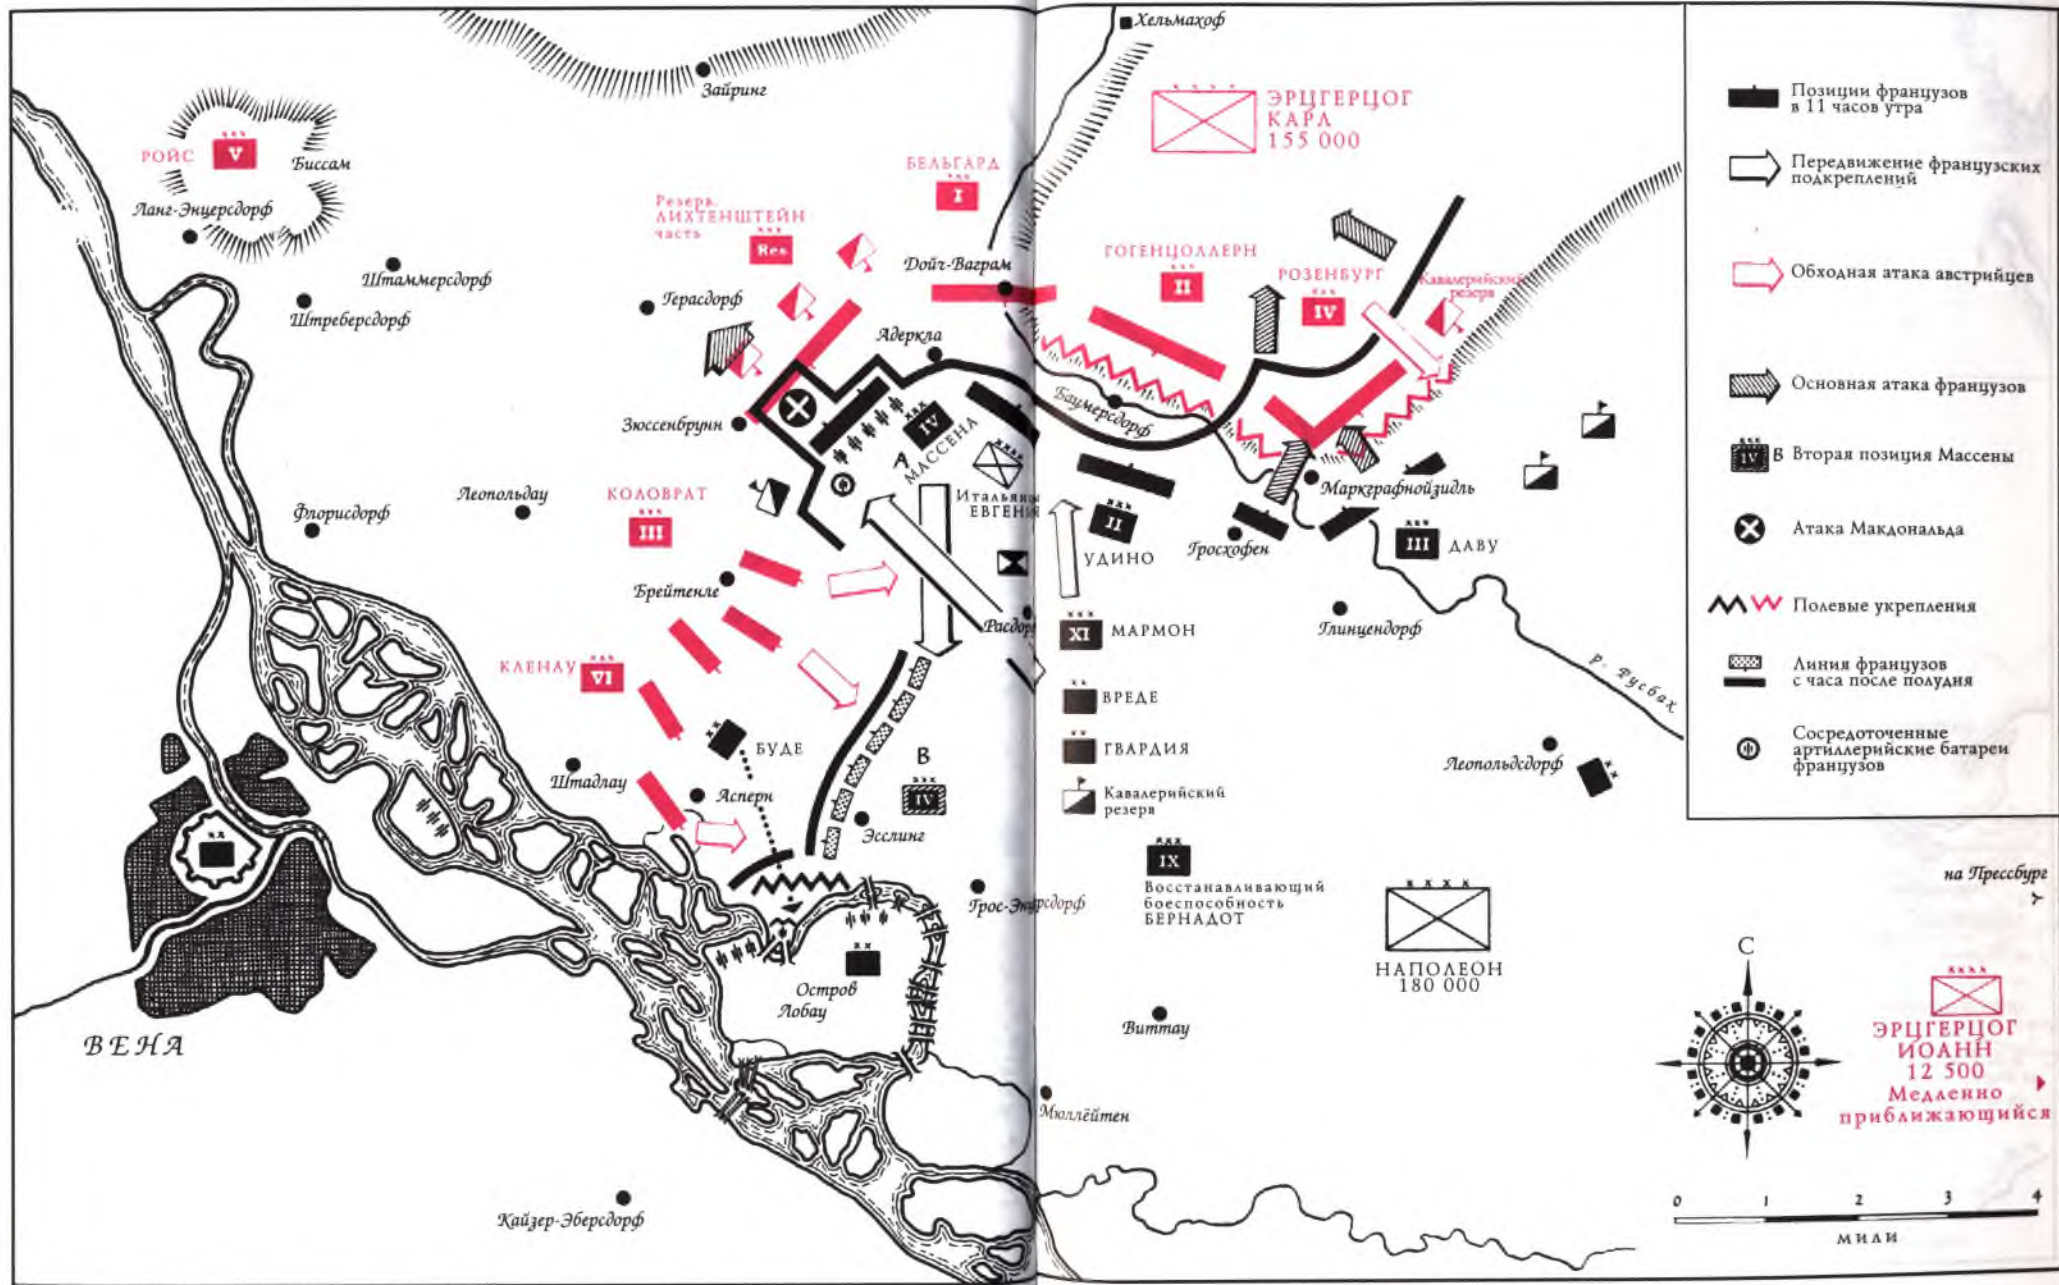 Хельмахоф
Зайринг
ЭРЦГЕРЦОГ
КАРЛ
155 000
РОЙС
V
Биссам
Ланг-Энцерсдорф
БЕЛЬГАРД
I
Резерв.
ЛИХТЕНШТЕЙН
часть
Res
Штаммерсдорф
Штреберсдорф
Герасдорф
Дойч-Ваграм
ГОГЕНЦОЛЛЕРН
II
РОЗЕНБУРГ
IV
Кавалерийский
резерв
Адеркла
Баумерсдорф
Зюссенбрунн
IV
А
МАССЕНА
Итальянцы
ЕВГЕНИЯ
Леопольдау
Флорисдорф
КОЛОВРАТ
III
Маркграфнойзидль
II
УДИНО
Гросхофен
III
ДАВУ
Брейтенле
Расдорф
XI
МАРМОН
Глинцендорф
р. Русбах
КЛЕНАУ
VI
ВРЕДЕ
ГВАРДИЯ
БУДЕ
Штадлау
Асперн
В
IV
Эсслинг
Кавалерийский
резерв
Леопольдсдорф
IX
Восстанавливающий
боеспособность
БЕРНАДОТ
Грос-Энцерсдорф
НАПОЛЕОН
180 000
Остров
Лобау
Виттау
ВЕНА
Мюллёйтен
Кайзер-Эберсдорф
Позиции французов
в 11 часов утра
Передвижение французских
подкреплений
Обходная атака австрийцев
Основная атака французов
IV
В Вторая позиция Массены
Атака Макдональда
Полевые укрепления
Линия французов
с часа после полудня
Сосредоточенные
артиллерийские батареи
французов
на Прессбург
С
ЭРЦГЕРЦОГ
ИОАНН
12 500
Медленно
приближающийся
0 1 2 3 4
МИЛИ